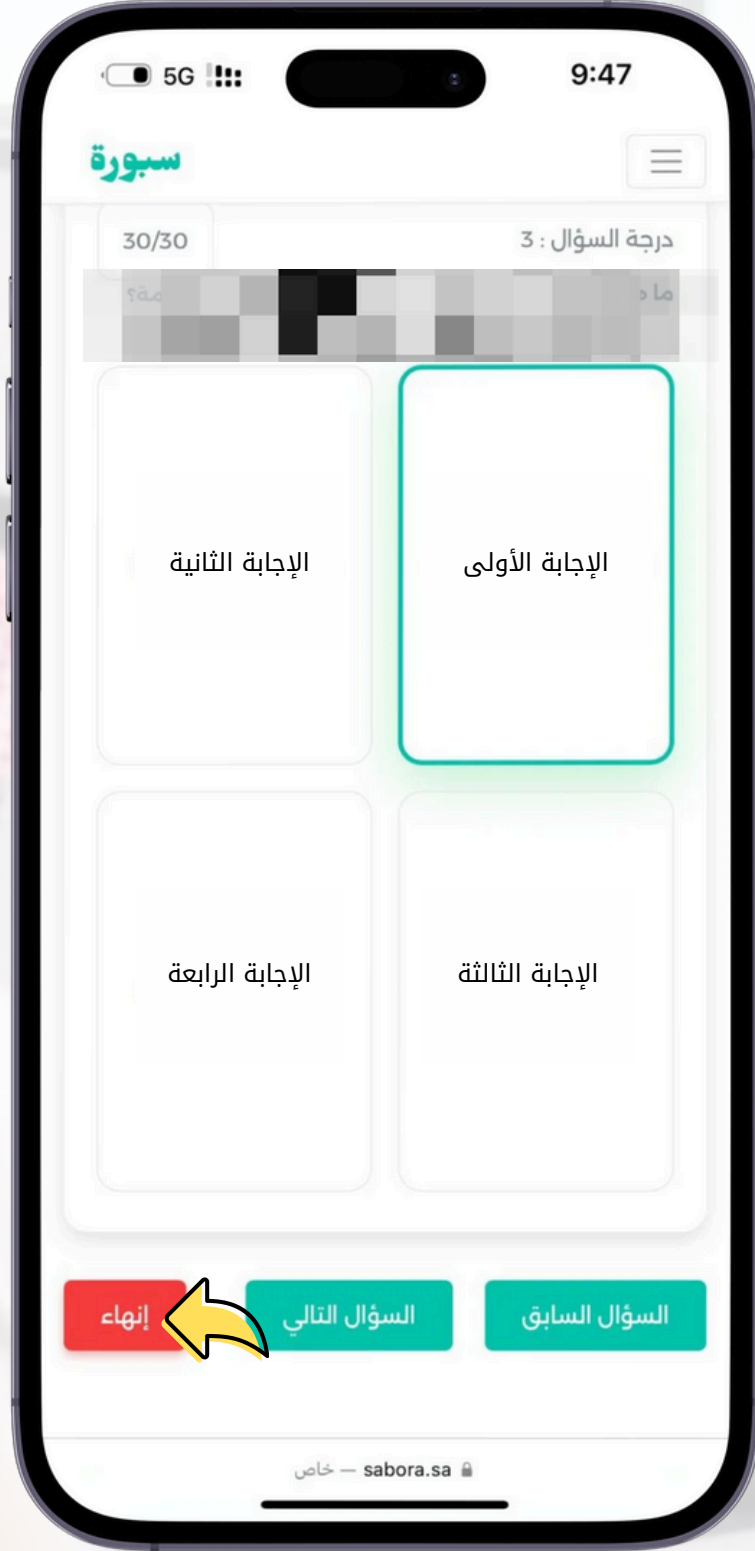 5G 9:47
سبورة
درجة السؤال : 3
30/30
ما
الإجابة الأولى
الإجابة الثانية
الإجابة الثالثة
الإجابة الرابعة
السؤال السابق
السؤال التالي
إنهاء
sabora.sa — خاص